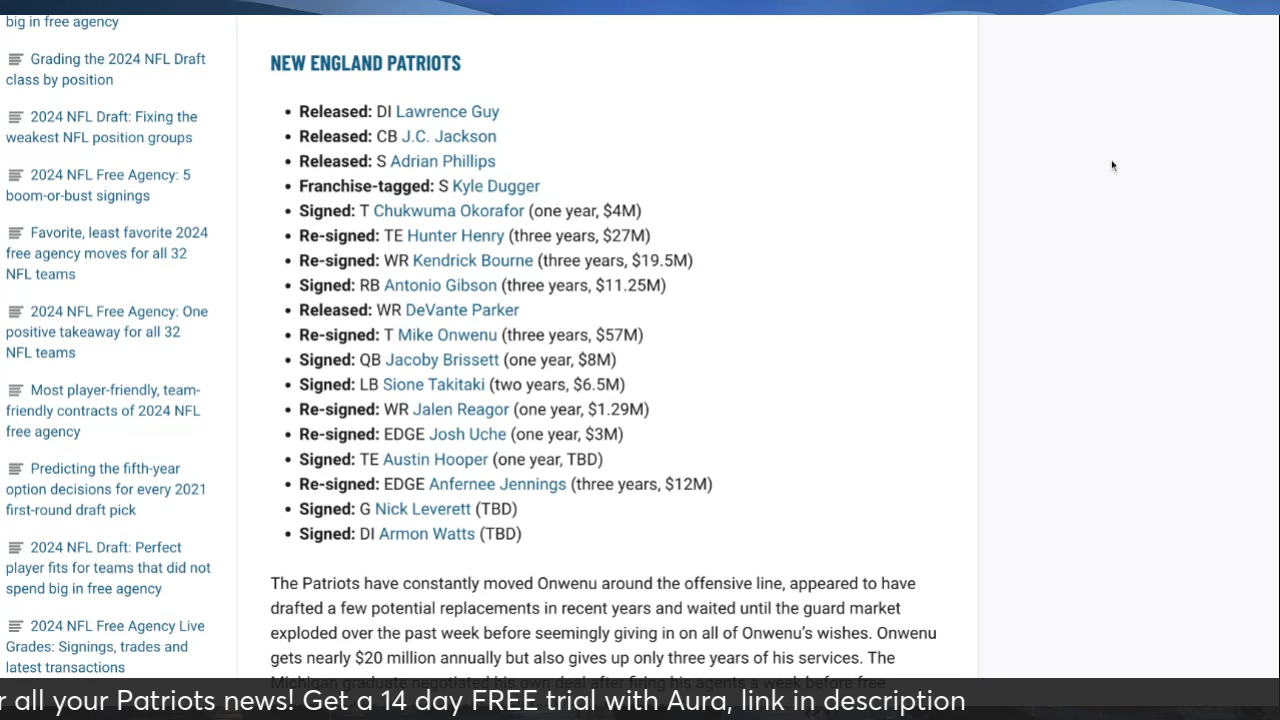 big in free agency
Grading the 2024 NFL Draft
class by position
2024 NFL Draft: Fixing the
weakest NFL position groups
2024 NFL Free Agency: 5
boom-or-bust signings
Favorite, least favorite 2024
free agency moves for all 32
NFL teams
2024 NFL Free Agency: One
positive takeaway for all 32
NFL teams
Most player-friendly, team-
friendly contracts of 2024 NFL
free agency
Predicting the fifth-year
option decisions for every 2021
first-round draft pick
2024 NFL Draft: Perfect
player fits for teams that did not
spend big in free agency
2024 NFL Free Agency Live
Grades: Signings, trades and
latest transactions
NEW ENGLAND PATRIOTS
• Released: DI Lawrence Guy
• Released: CB J.C. Jackson
• Released: S Adrian Phillips
• Franchise-tagged: S Kyle Dugger
• Signed: T Chukwuma Okorafor (one year, $4M)
• Re-signed: TE Hunter Henry (three years, $27M)
• Re-signed: WR Kendrick Bourne (three years, $19.5M)
• Signed: RB Antonio Gibson (three years, $11.25M)
• Released: WR DeVante Parker
• Re-signed: T Mike Onwenu (three years, $57M)
• Signed: QB Jacoby Brissett (one year, $8M)
• Signed: LB Sione Takitaki (two years, $6.5M)
• Re-signed: WR Jalen Reagor (one year, $1.29M)
• Re-signed: EDGE Josh Uche (one year, $3M)
• Signed: TE Austin Hooper (one year, TBD)
• Re-signed: EDGE Anfernee Jennings (three years, $12M)
• Signed: G Nick Leverett (TBD)
• Signed: DI Armon Watts (TBD)
The Patriots have constantly moved Onwenu around the offensive line, appeared to have
drafted a few potential replacements in recent years and waited until the guard market
exploded over the past week before seemingly giving in on all of Onwenu's wishes. Onwenu
gets nearly $20 million annually but also gives up only three years of his services. The
Michigan graduate negotiated his own deal after firing his agents a week before free
r all your Patriots news! Get a 14 day FREE trial with Aura, link in description